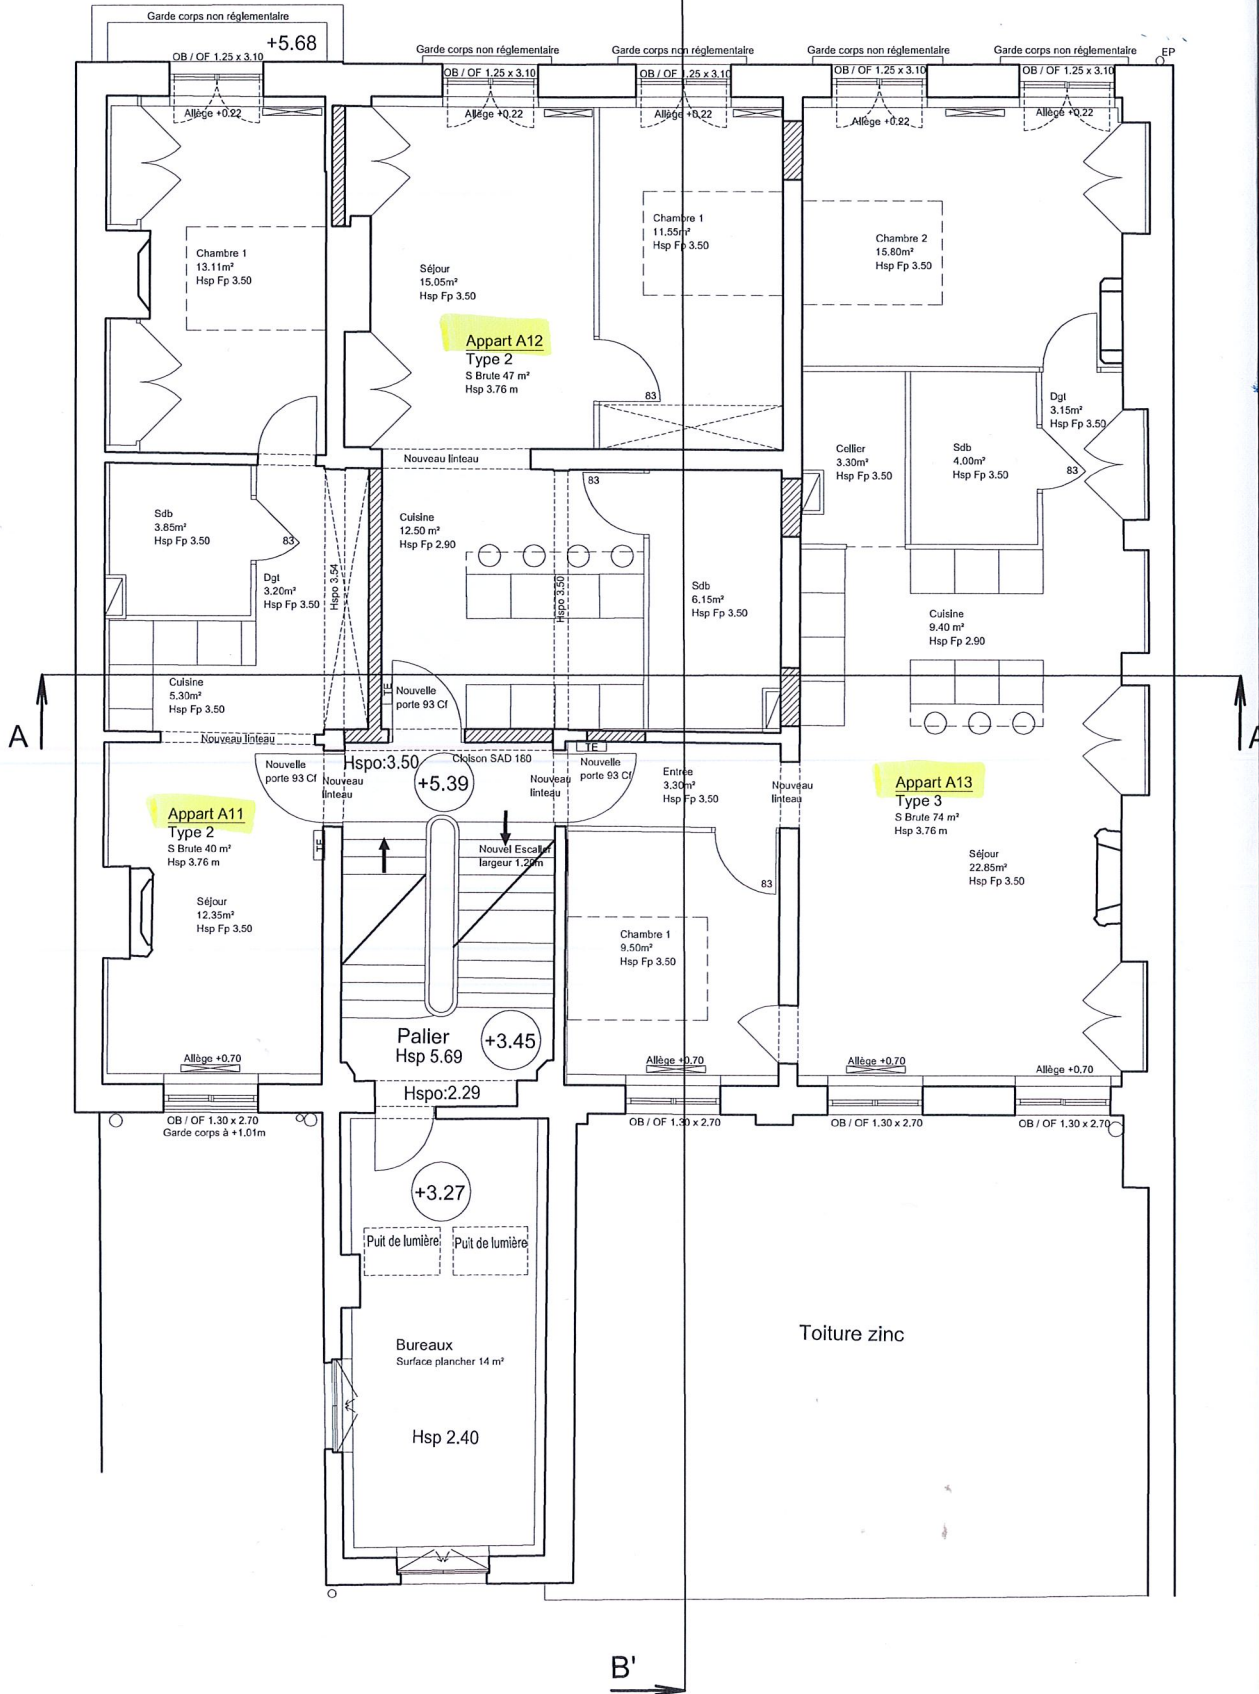 Garde corps non réglementaire
+5.68
OB / OF 1.25 x 3.10
Allège +0.22
Garde corps non réglementaire
OB / OF 1.25 x 3.10
Allège +0.22
Garde corps non réglementaire
OB / OF 1.25 x 3.10
Allège +0.22
Garde corps non réglementaire
OB / OF 1.25 x 3.10
Allège +0.22
Garde corps non réglementaire
OB / OF 1.25 x 3.10
Allège +0.22
EP
Chambre 1
13.11m²
Hsp Fp 3.50
Séjour
15.05m²
Hsp Fp 3.50
Appart A12
Type 2
S Brute 47 m²
Hsp 3.76 m
Chambre 1
11.55m²
Hsp Fp 3.50
83
Chambre 2
15.80m²
Hsp Fp 3.50
Dgt
3.15m²
Hsp Fp 3.50
Cellier
3.30m²
Hsp Fp 3.50
Sdb
4.00m²
Hsp Fp 3.50
83
Nouveau linteau
Sdb
3.85m²
Hsp Fp 3.50
83
Dgt
3.20m²
Hsp Fp 3.50
Hspo 3.54
Cuisine
12.50 m²
Hsp Fp 2.90
83
Hspo 3.50
Sdb
6.15m²
Hsp Fp 3.50
Cuisine
9.40 m²
Hsp Fp 2.90
Cuisine
5.30m²
Hsp Fp 3.50
TE
Nouvelle
porte 93 Cf
A
A
Nouveau linteau
Nouvelle
porte 93 Cf
Hspo:3.50
Nouveau
linteau
+5.39
Cloison SAD 180
Nouveau
linteau
TE
Nouvelle
porte 93 Cf
Entrée
3.30m²
Hsp Fp 3.50
Nouveau
linteau
Appart A13
Type 3
S Brute 74 m²
Hsp 3.76 m
Appart A11
Type 2
S Brute 40 m²
Hsp 3.76 m
TE
Nouvel Escalier
largeur 1.20m
Séjour
22.85m²
Hsp Fp 3.50
83
Séjour
12.35m²
Hsp Fp 3.50
Chambre 1
9.50m²
Hsp Fp 3.50
Palier
Hsp 5.69
+3.45
Hspo:2.29
Allège +0.70
Allège +0.70
Allège +0.70
Allège +0.70
OB / OF 1.30 x 2.70
Garde corps à +1.01m
OB / OF 1.30 x 2.70
OB / OF 1.30 x 2.70
OB / OF 1.30 x 2.70
+3.27
Puit de lumière
Puit de lumière
Bureaux
Surface plancher 14 m²
Hsp 2.40
Toiture zinc
B'